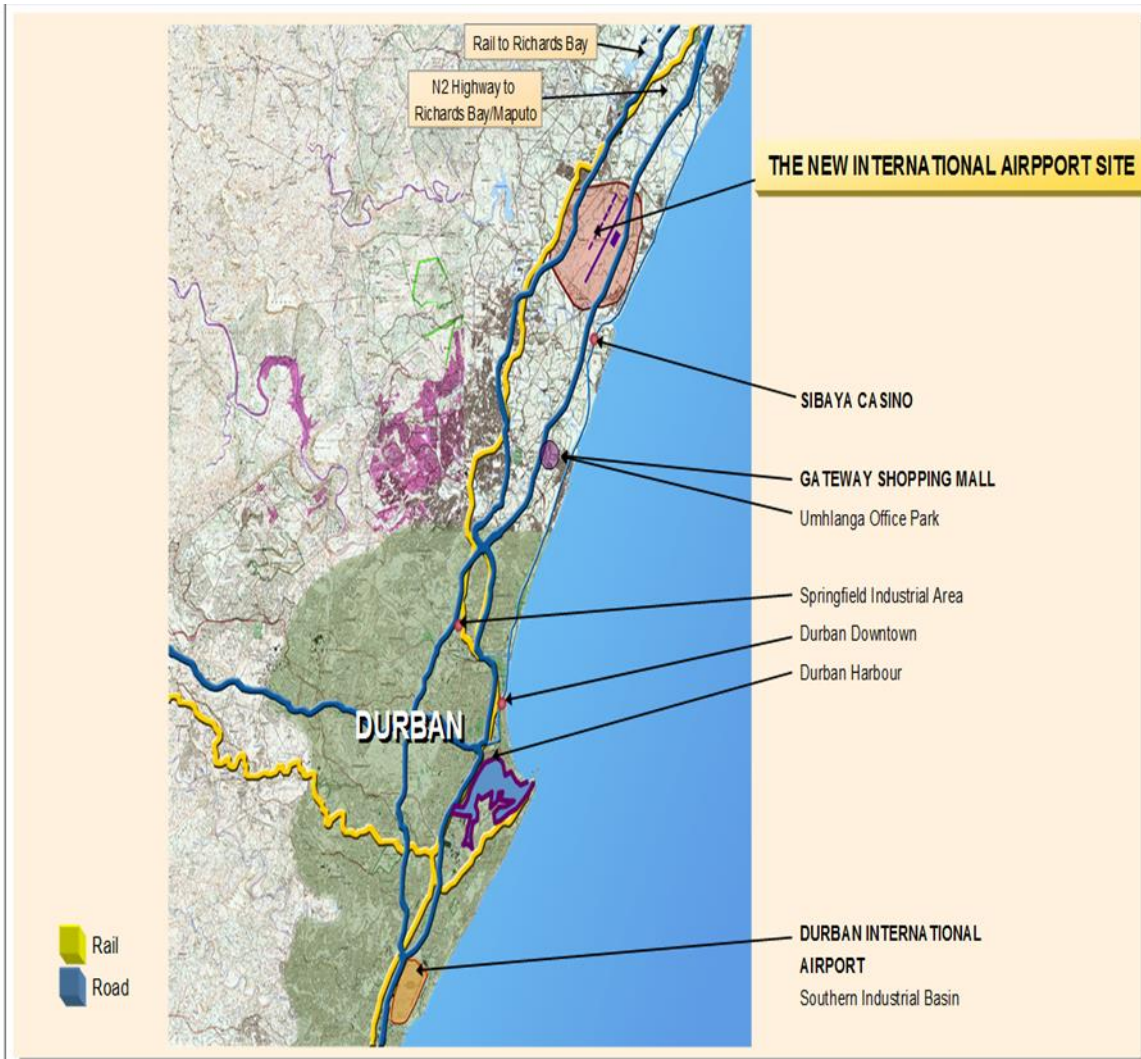 Rail to Richards Bay
N2 Highway to
Richards Bay/Maputo
THE NEW INTERNATIONAL AIRPPORT SITE
SIBAYA CASINO
GATEWAY SHOPPING MALL
Umhlanga Office Park
Springfield Industrial Area
Durban Downtown
Durban Harbour
DURBAN
DURBAN INTERNATIONAL
AIRPORT
Southern Industrial Basin
Rail
Road